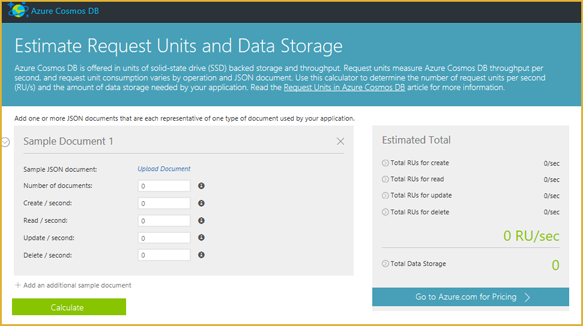 Azure Cosmos DB
Estimate Request Units and Data Storage
Azure Cosmos DB is offered in units of solid-state drive (SSD) backed storage and throughput. Request units measure Azure Cosmos DB throughput per
second, and request unit consumption varies by operation and JSON document. Use this calculator to determine the number of request units per second
(RU/s) and the amount of data storage needed by your application. Read the Request Units in Azure Cosmos DB article for more information.
Add one or more JSON documents that are each representative of one type of document used by your application.
Sample Document 1
Sample JSON document: Upload Document
Number of documents: 0
Create / second: 0
Read / second: 0
Update / second: 0
Delete / second: 0
+ Add an additional sample document
Calculate
Estimated Total
Total RUs for create 0/sec
Total RUs for read 0/sec
Total RUs for update 0/sec
Total RUs for delete 0/sec
0 RU/sec
Total Data Storage 0
Go to Azure.com for Pricing